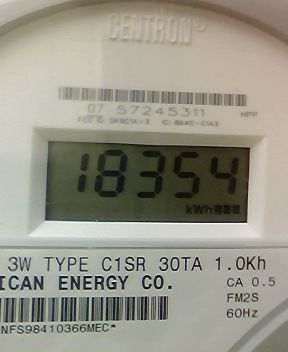 CENTRON®
07 57245311 HPP
18354
kWh
3W TYPE C1SR 30TA 1.0Kh
ICAN ENERGY CO. CA 0.5
FM2S
NFS98410366MEC* 60Hz